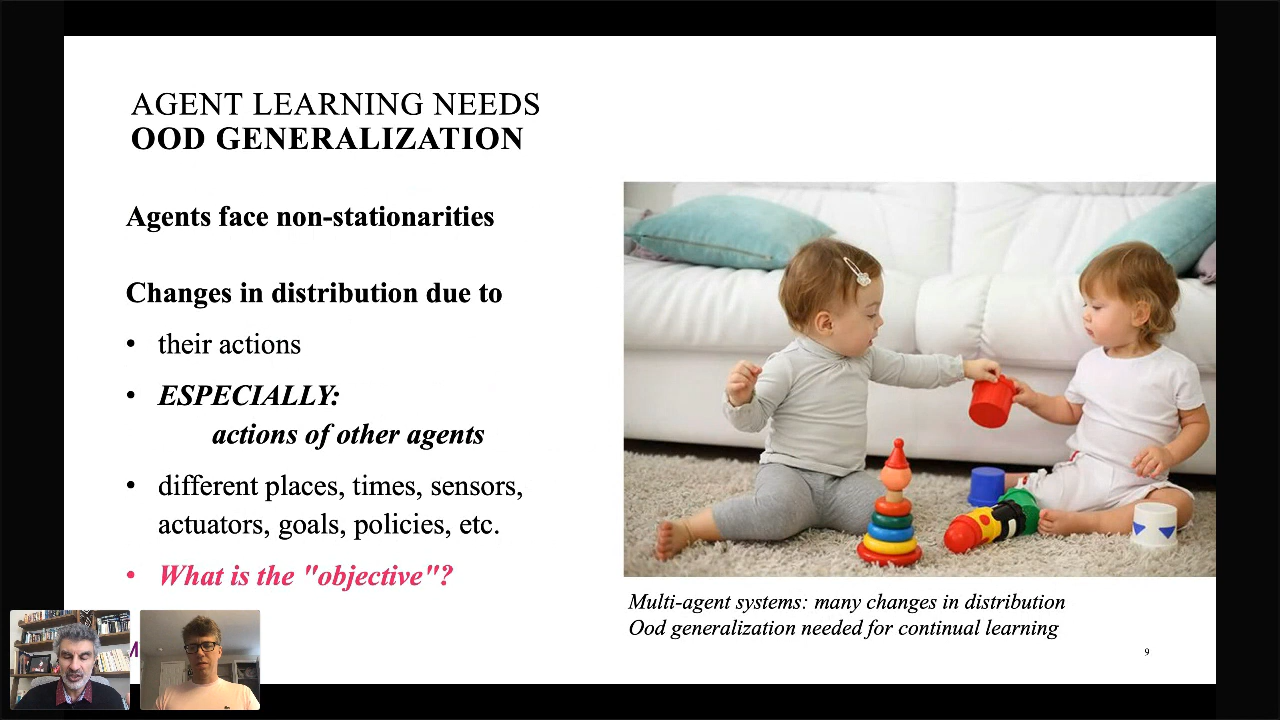 AGENT LEARNING NEEDS
OOD GENERALIZATION
Agents face non-stationarities
Changes in distribution due to
• their actions
• ESPECIALLY:
actions of other agents
• different places, times, sensors,
actuators, goals, policies, etc.
• What is the "objective"?
Multi-agent systems: many changes in distribution
Ood generalization needed for continual learning
9